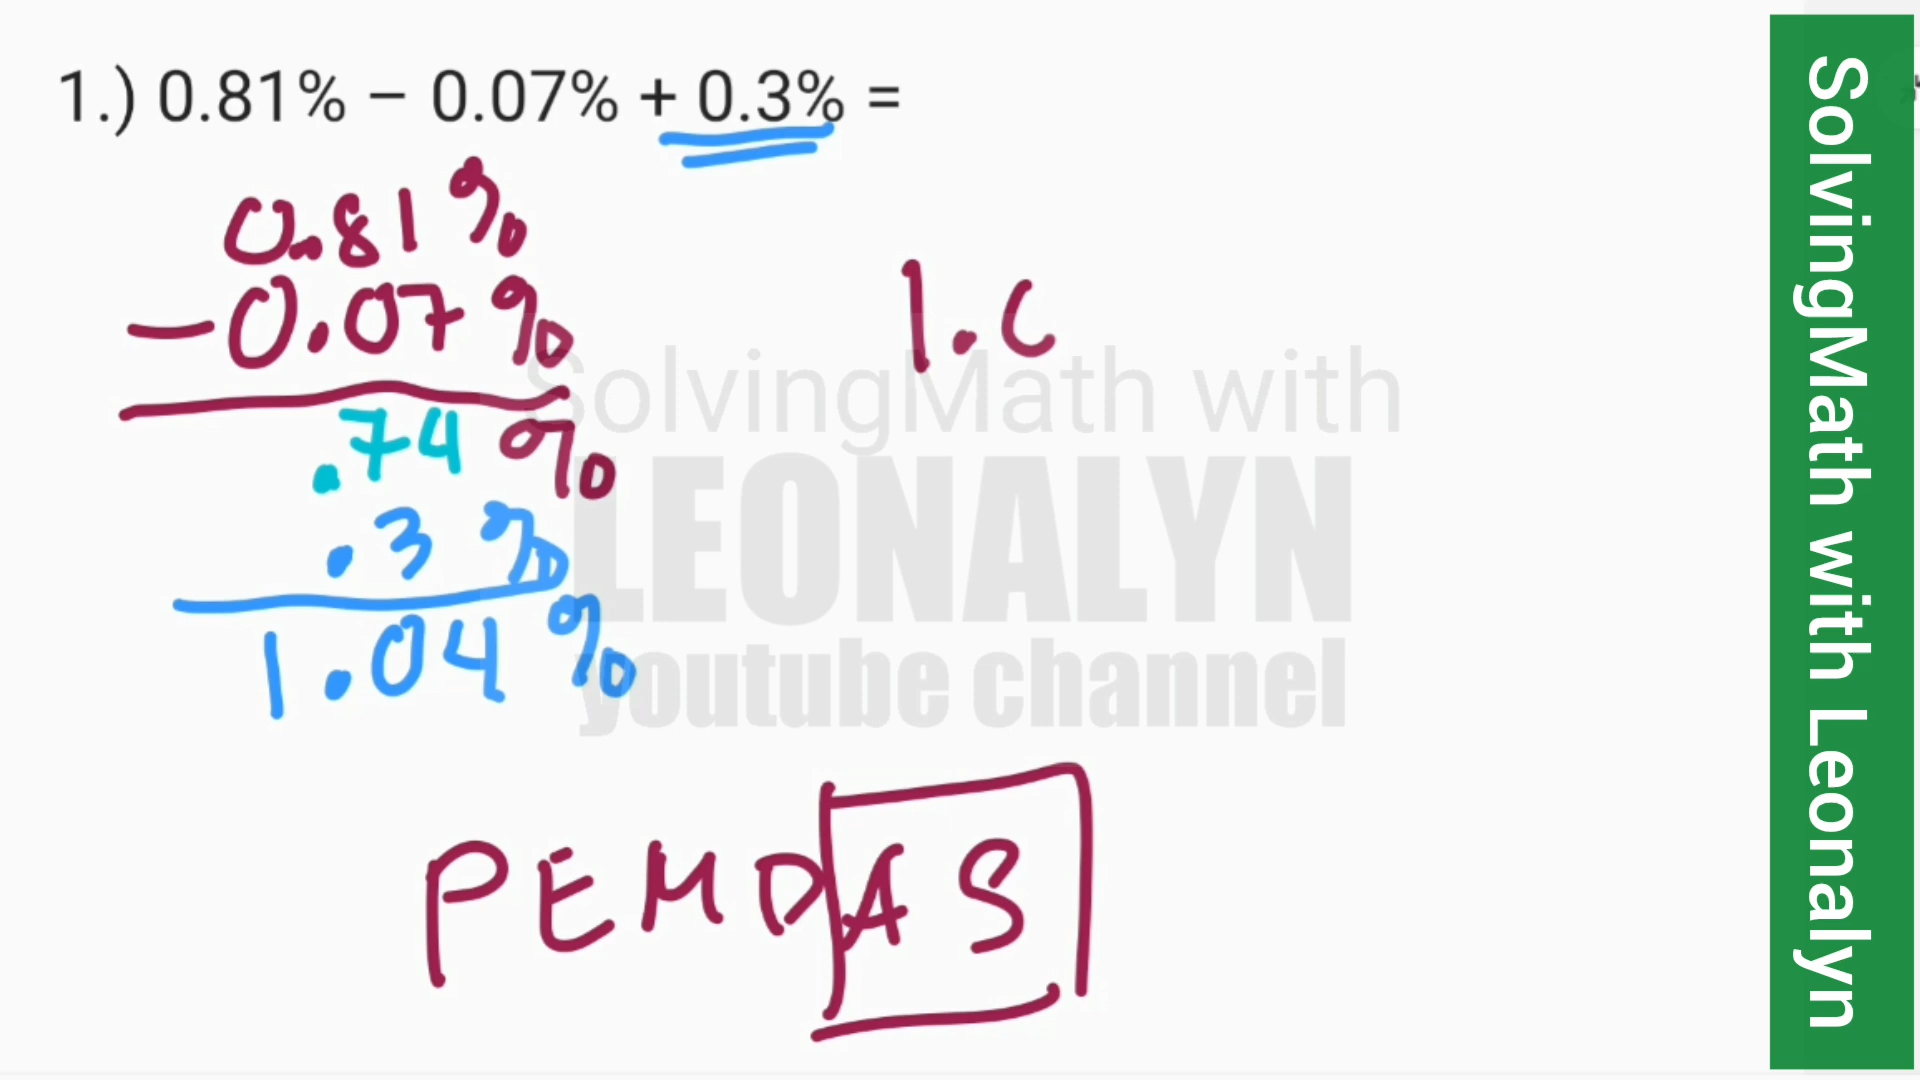 1.) 0.81% – 0.07% + 0.3% =
0.81%
– 0.07%
.74 %
.3 %
1.04 %
1.0
PEMDAS
SolvingMath with
LEONALYN
youtube channel
SolvingMath with Leonalyn